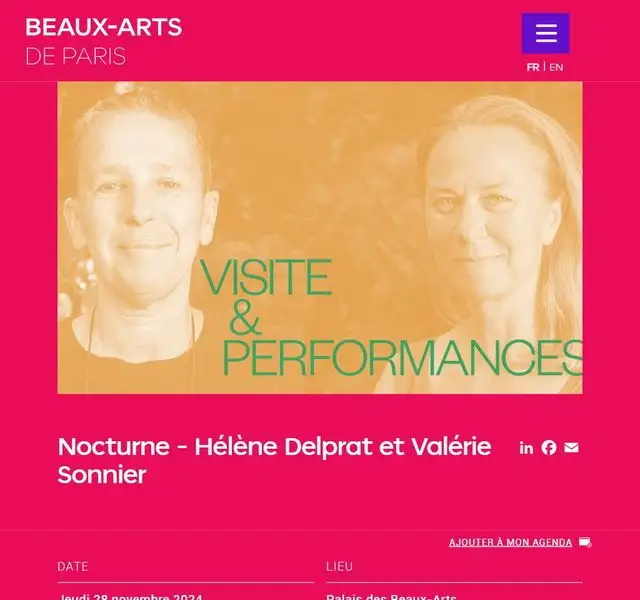 BEAUX-ARTS
DE PARIS
FR | EN
VISITE
&
PERFORMANCES
Nocturne - Hélène Delprat et Valérie
Sonnier
AJOUTER À MON AGENDA
DATE
LIEU
Jeudi 28 novembre 2024
Palais des Beaux-Arts